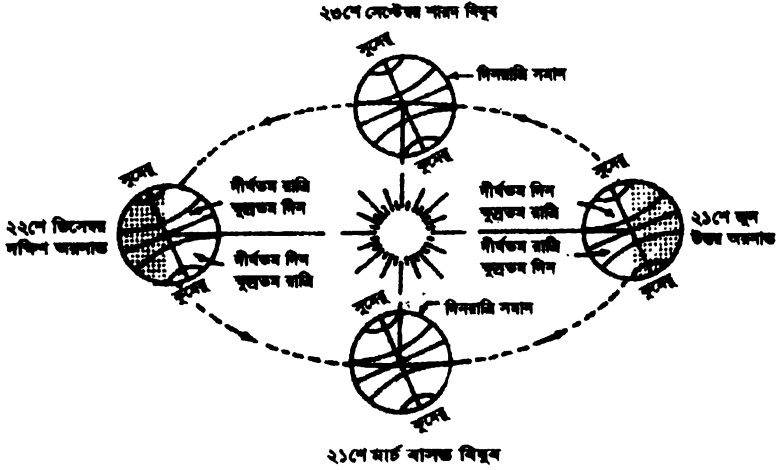 ২৩শে সেপ্টেম্বর শারদ বিষুব
সুমেরু
দিনরাত্রি সমান
কুমেরু
সুমেরু
দীর্ঘতম রাত্রি
ক্ষুদ্রতম দিন
২২শে ডিসেম্বর
দক্ষিণ অয়নান্ত
দীর্ঘতম দিন
ক্ষুদ্রতম রাত্রি
কুমেরু
সুমেরু
দীর্ঘতম দিন
ক্ষুদ্রতম রাত্রি
২১শে জুন
উত্তর অয়নান্ত
দীর্ঘতম রাত্রি
ক্ষুদ্রতম দিন
কুমেরু
সুমেরু
দিনরাত্রি সমান
কুমেরু
২১শে মার্চ বাসন্ত বিষুব